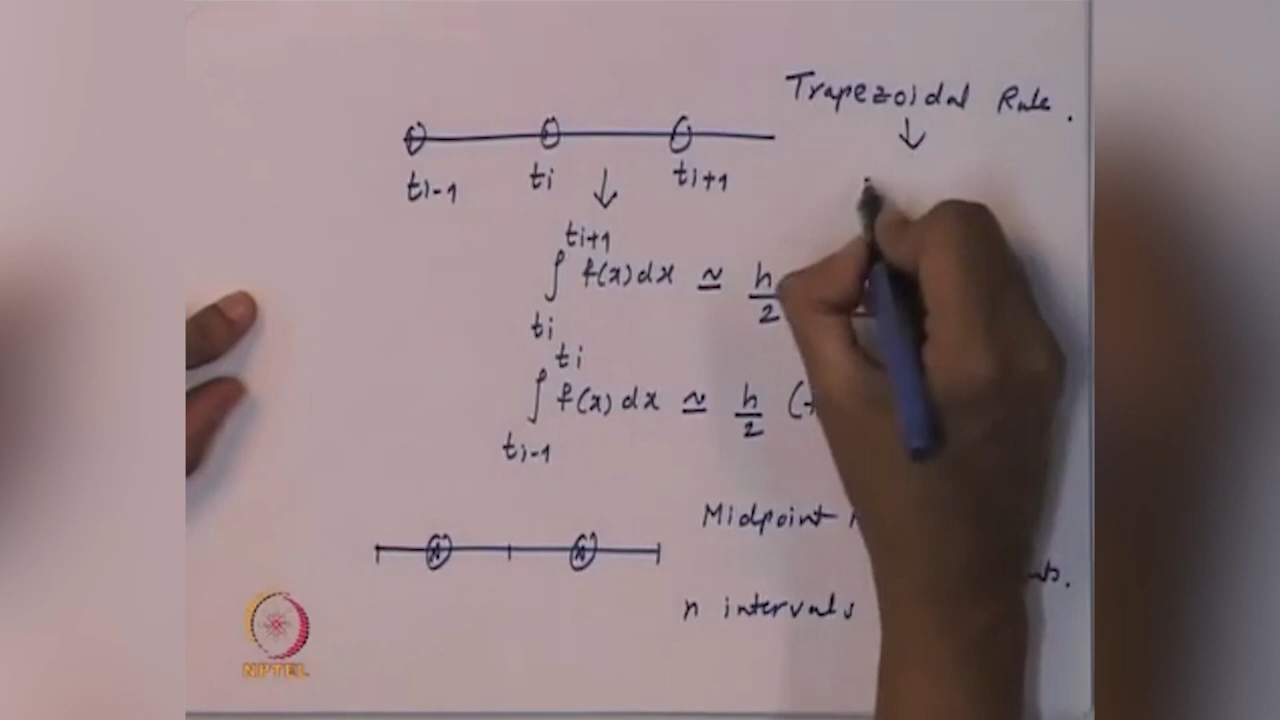 Trapezoidal Rule.
↓
ti-1 ti ti+1
↓
ti+1
∫ f(x)dx ≃ h/2
ti
ti
∫ f(x)dx ≃ h/2 (
ti-1
Midpoint
n intervals
NPTEL